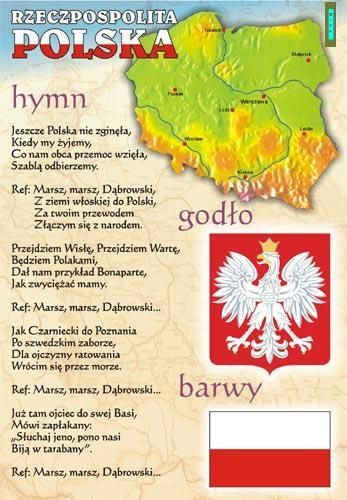 RZECZPOSPOLITA
POLSKA
hymn
Jeszcze Polska nie zginęła,
Kiedy my żyjemy,
Co nam obca przemoc wzięła,
Szablą odbierzemy.
Ref: Marsz, marsz, Dąbrowski,
Z ziemi włoskiej do Polski,
Za twoim przewodem
Złączym się z narodem.
Przejdziem Wisłę, Przejdziem Wartę,
Będziem Polakami,
Dał nam przykład Bonaparte,
Jak zwyciężać mamy.
Ref: Marsz, marsz, Dąbrowski...
Jak Czarniecki do Poznania
Po szwedzkim zaborze,
Dla ojczyzny ratowania
Wrócim się przez morze.
Ref: Marsz, marsz, Dąbrowski...
Już tam ojciec do swej Basi,
Mówi zapłakany:
„Słuchaj jeno, pono nasi
Biją w tarabany".
Ref: Marsz, marsz, Dąbrowski...
Gdańsk
Białystok
Poznań
Warszawa
Łódź
Wrocław
Lublin
Kraków
godło
barwy